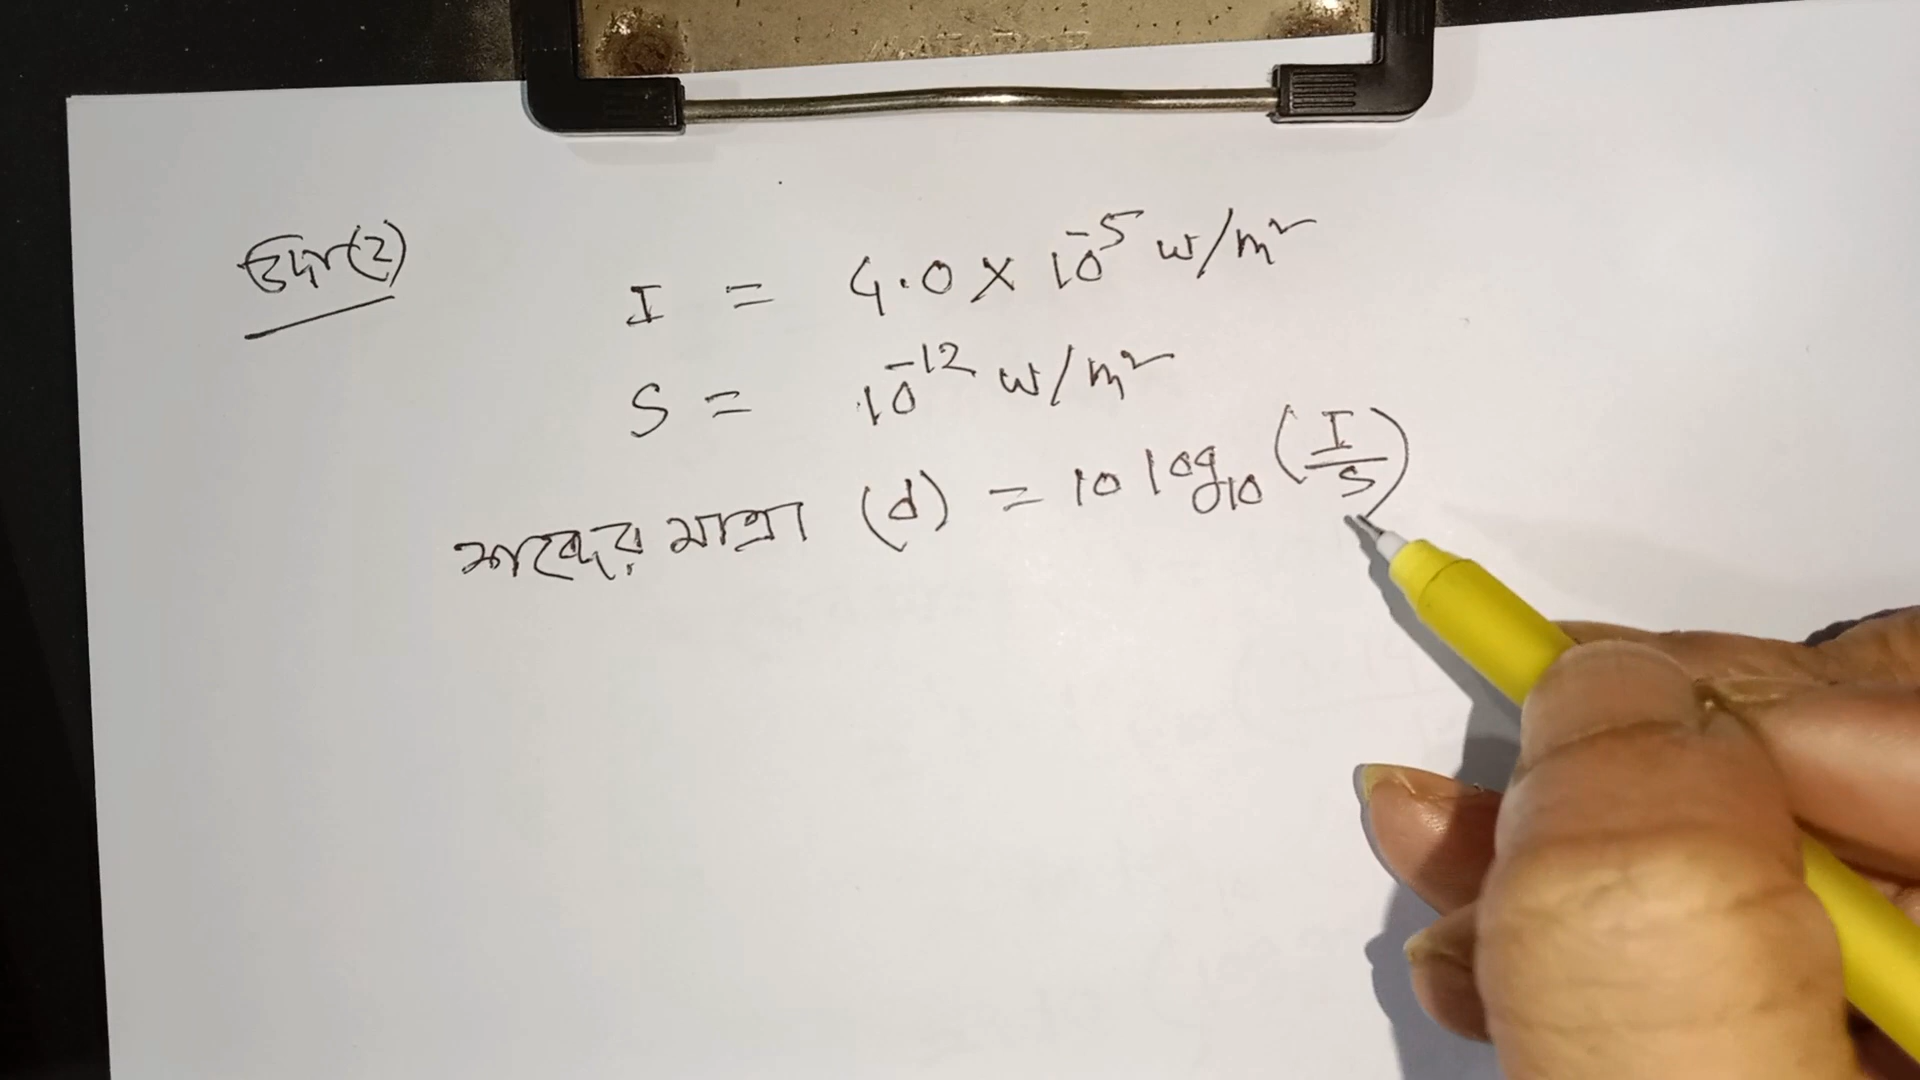 উদা(2)
I = 4.0 × 10⁻⁵ w/m²
S = 10⁻¹² w/m²
শব্দের মাত্রা (d) = 10 log₁₀ (I/S)